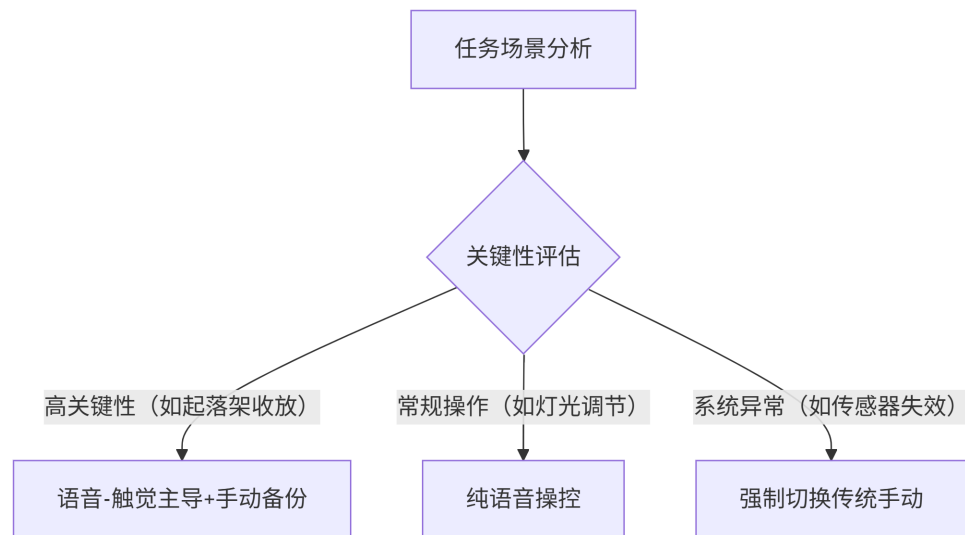 任务场景分析
关键性评估
高关键性（如起落架收放）
常规操作（如灯光调节）
系统异常（如传感器失效）
语音-触觉主导+手动备份
纯语音操控
强制切换传统手动